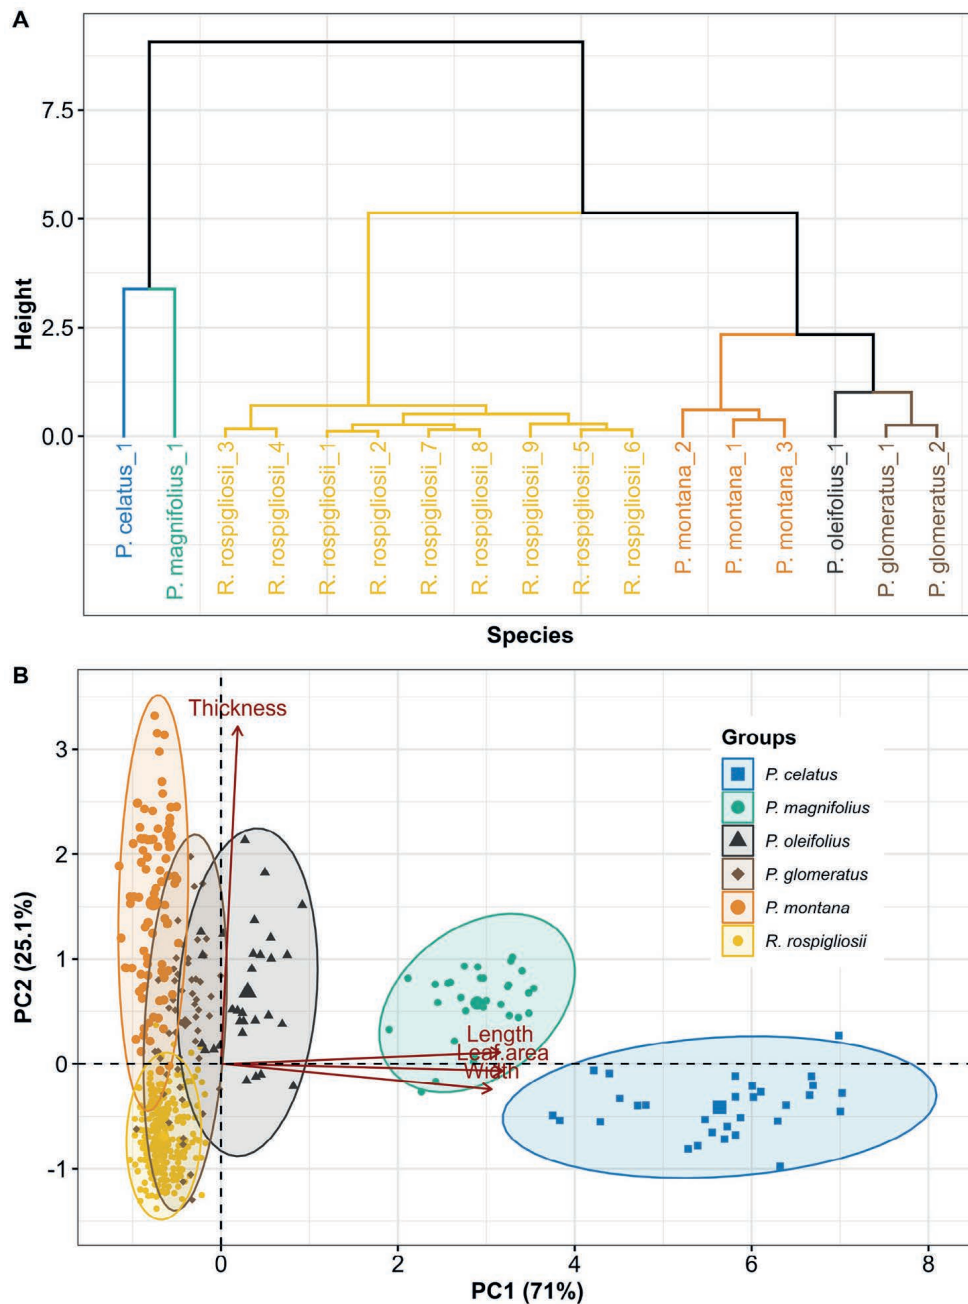 A
Height
7.5
5.0
2.5
0.0
P. celatus_1
P. magnifolius_1
R. rospigliosii_3
R. rospigliosii_4
R. rospigliosii_1
R. rospigliosii_2
R. rospigliosii_7
R. rospigliosii_8
R. rospigliosii_9
R. rospigliosii_5
R. rospigliosii_6
P. montana_2
P. montana_1
P. montana_3
P. oleifolius_1
P. glomeratus_1
P. glomeratus_2
Species
B
PC2 (25.1%)
3
2
1
0
-1
Thickness
Length
Leaf.area
Width
Groups
P. celatus
P. magnifolius
P. oleifolius
P. glomeratus
P. montana
R. rospigliosii
0
2
4
6
8
PC1 (71%)